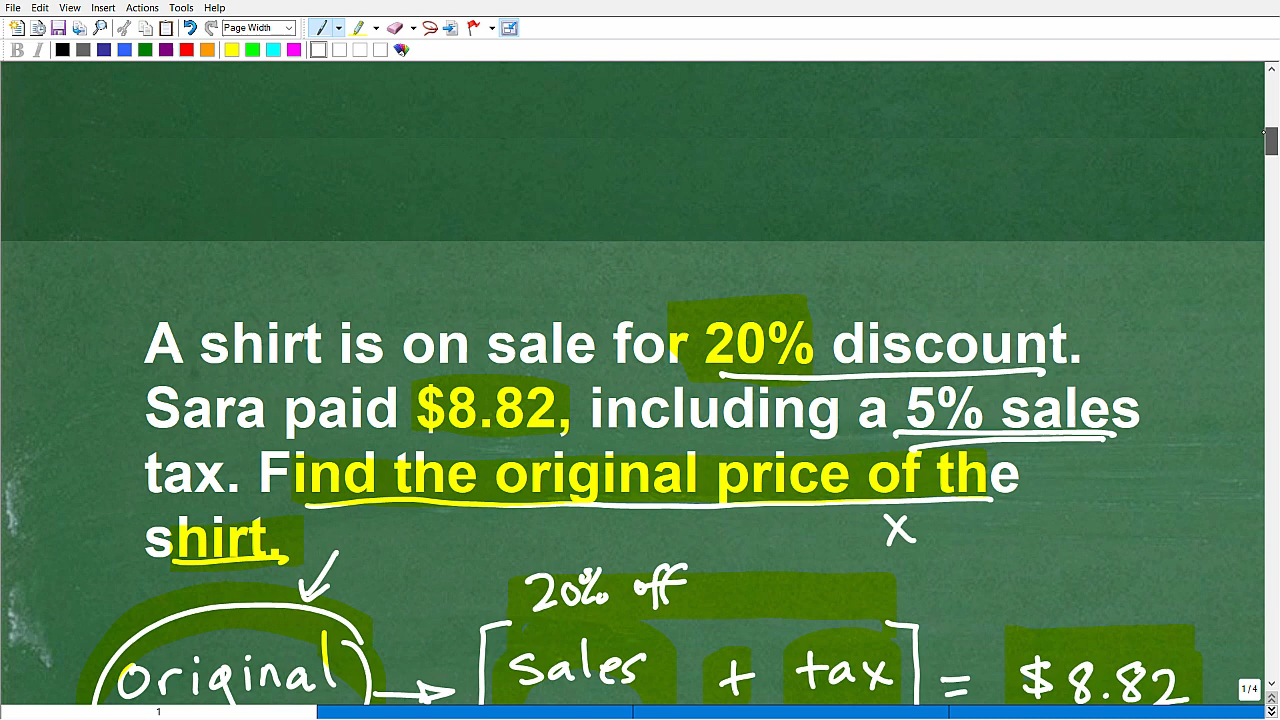 File Edit View Insert Actions Tools Help
Page Width
B I
A shirt is on sale for 20% discount.
Sara paid $8.82, including a 5% sales
tax. Find the original price of the
shirt.
x
20% off
original → [sales + tax] = $8.82
1/4
1